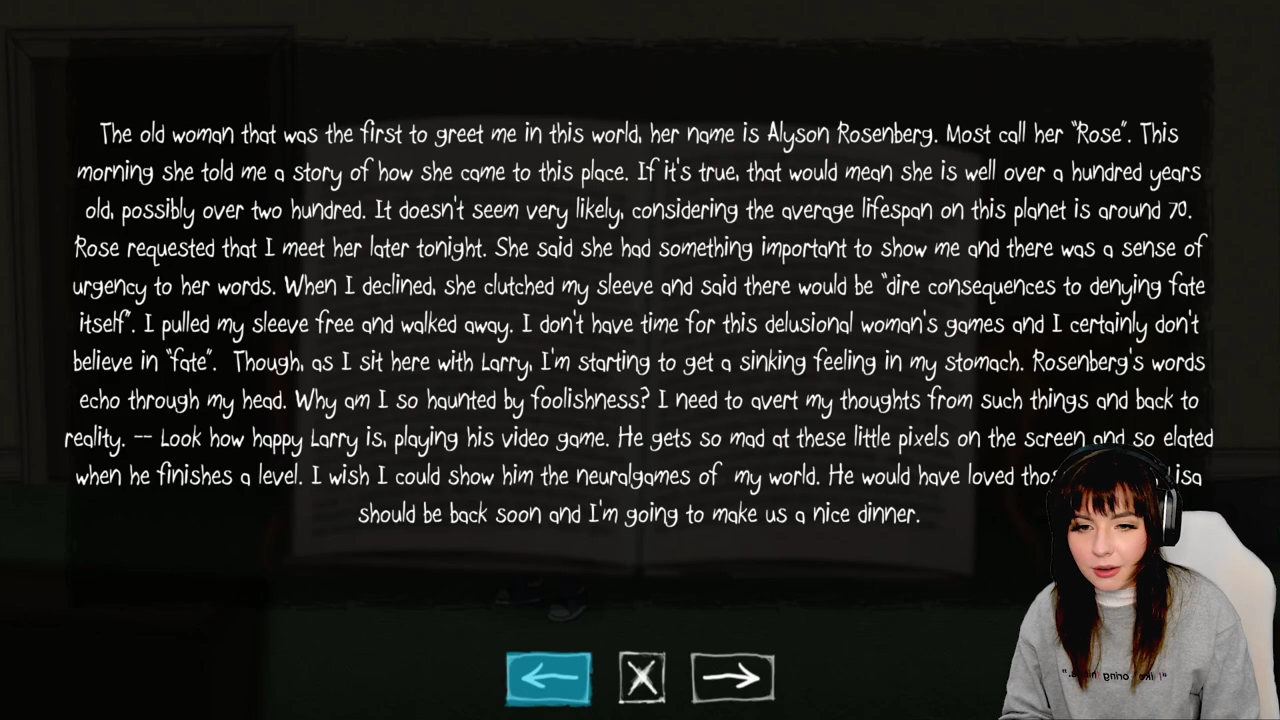 The old woman that was the first to greet me in this world, her name is Alyson Rosenberg. Most call her "Rose". This
morning she told me a story of how she came to this place. If it's true, that would mean she is well over a hundred years
old, possibly over two hundred. It doesn't seem very likely, considering the average lifespan on this planet is around 70.
Rose requested that I meet her later tonight. She said she had something important to show me and there was a sense of
urgency to her words. When I declined, she clutched my sleeve and said there would be "dire consequences to denying fate
itself". I pulled my sleeve free and walked away. I don't have time for this delusional woman's games and I certainly don't
believe in "fate". Though, as I sit here with Larry, I'm starting to get a sinking feeling in my stomach. Rosenberg's words
echo through my head. Why am I so haunted by foolishness? I need to avert my thoughts from such things and back to
reality. -- Look how happy Larry is, playing his video game. He gets so mad at these little pixels on the screen and so elated
when he finishes a level. I wish I could show him the neuralgames of my world. He would have loved
should be back soon and I'm going to make us a nice dinner.